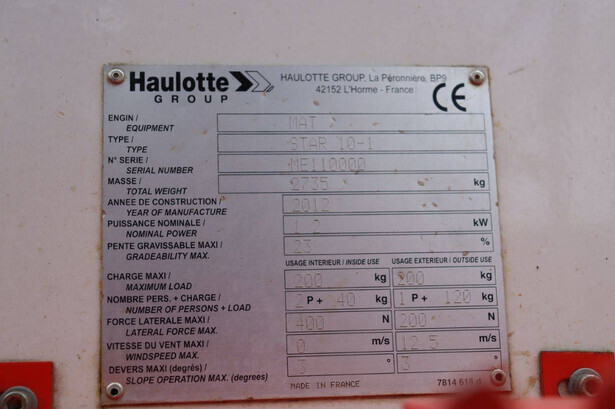 Haulotte
GROUP
HAULOTTE GROUP, La Péronnière, BP9
42152 L'Horme - France
CE
ENGIN /
EQUIPMENT
MAT
TYPE /
TYPE
STAR 10-1
N° SERIE /
SERIAL NUMBER
ME110000
MASSE /
TOTAL WEIGHT
2735 kg
ANNEE DE CONSTRUCTION /
YEAR OF MANUFACTURE
2012
PUISSANCE NOMINALE /
NOMINAL POWER
1.2 kW
PENTE GRAVISSABLE MAXI /
GRADEABILITY MAX.
23 %
USAGE INTERIEUR / INSIDE USE USAGE EXTERIEUR / OUTSIDE USE
CHARGE MAXI /
MAXIMUM LOAD
200 kg 200 kg
NOMBRE PERS. + CHARGE /
NUMBER OF PERSONS + LOAD
2 P + 40 kg 1 P + 120 kg
FORCE LATERALE MAXI /
LATERAL FORCE MAX.
400 N 200 N
VITESSE DU VENT MAXI /
WINDSPEED MAX.
0 m/s 12.5 m/s
DEVERS MAXI (degrés) /
SLOPE OPERATION MAX. (degrees)
3 ° 3 °
MADE IN FRANCE 7814 618 d